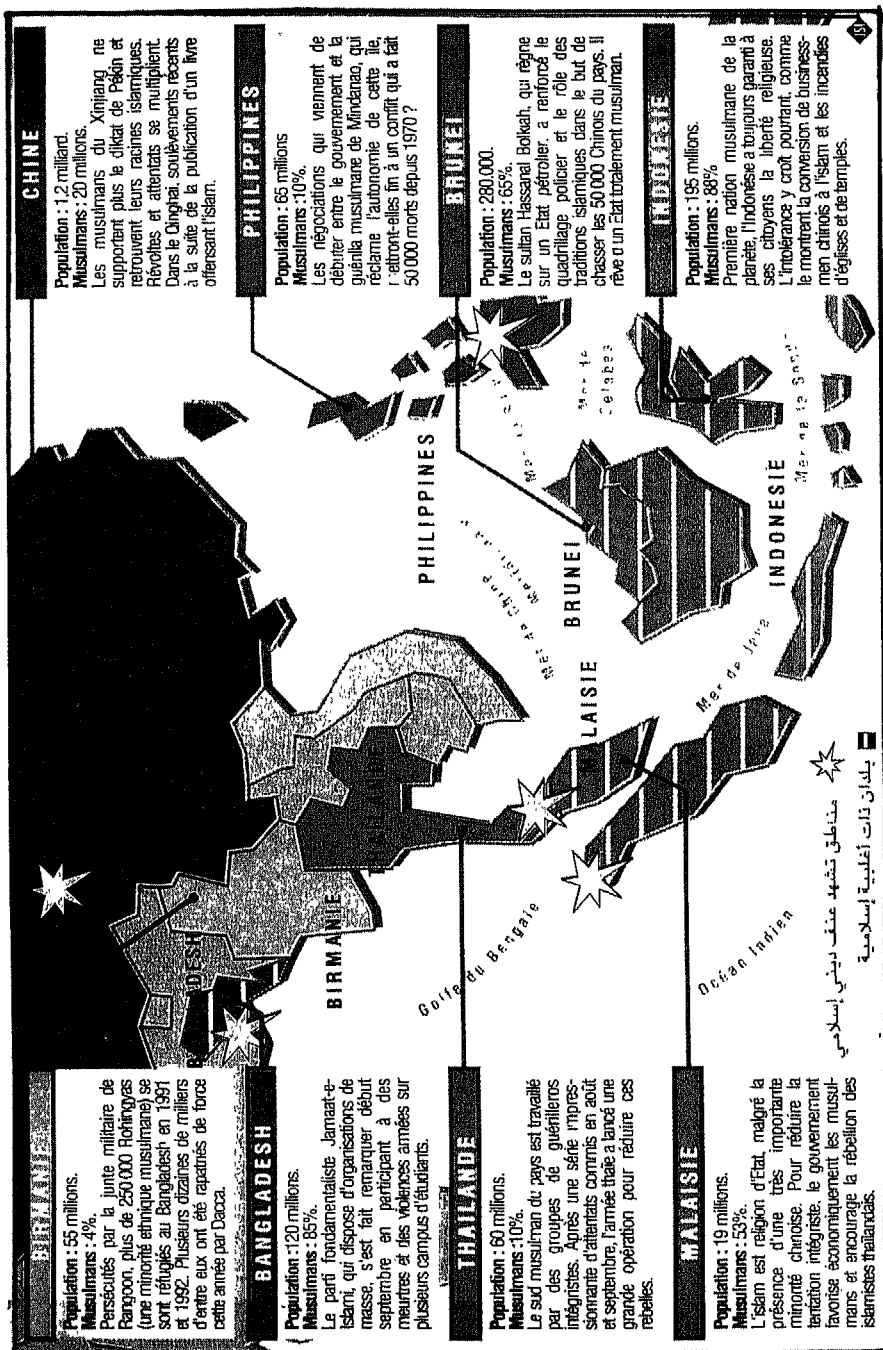 BIRMANIE
Population : 55 millions.
Musulmans : 4%.
Persécutés par la junte militaire de
Rangoon, plus de 250 000 Rohingyas
(une minorité ethnique musulmane) se
sont réfugiés au Bangladesh en 1991
et 1992. Plusieurs dizaines de milliers
d'entre eux ont été rapatriés de force
cette année par Dacca.
BANGLADESH
Population :120 millions.
Musulmans : 85%.
Le parti fondamentaliste Jamaart-e-
Islami, qui dispose d'organisations de
masse, s'est fait remarquer début
septembre en participant à des
meurtres et des violences armées sur
plusieurs campus d'étudiants.
THAILANDE
Population : 60 millions.
Musulmans :10%.
Le sud musulman du pays est travaillé
par des groupes de guérilleros
intégristes. Après une série impres-
sionnante d'attentats commis en août
et septembre, l'armée thaïe a lancé une
grande opération pour réduire ces
rebelles.
MALAISIE
Population : 19 millions.
Musulmans :53%.
L'islam est religion d'Etat, malgré la
présence d'une très importante
minorité chinoise. Pour réduire la
tentation intégriste, le gouvernement
favorise économiquement les musul-
mans et encourage la rébellion des
islamistes thaïlandais.
DESH
BIRMANIE
THAILANDE
Golfe du Bengale
Océan Indien
MALAISIE
BRUNEI
PHILIPPINES
INDONESIE
Mer de Chine
Mer de Java
Mer de
Celebes
Mer de la Sonde
مناطق تشهد عنف ديني إسلامي
بلدان ذات أغلبية إسلامية
CHINE
Population : 1,2 milliard.
Musulmans : 20 millions.
Les musulmans du Xinjiang ne
supportent plus le diktat de Pékin et
retrouvent leurs racines islamiques.
Révoltes et attentats se multiplient.
Dans le Qinghai, soulèvements récents
à la suite de la publication d'un livre
offensant l'islam.
PHILIPPINES
Population : 65 millions
Musulmans :10%.
Les négociations qui viennent de
débuter entre le gouvernement et la
guérilla musulmane de Mindanao, qui
réclame l'autonomie de cette île,
mettront-elles fin à un conflit qui a fait
50 000 morts depuis 1970 ?
BRUNEI
Population : 280.000.
Musulmans : 65%.
Le sultan Hassanal Bolkiah, qui règne
sur un Etat pétrolier, a renforcé le
quadrillage policier et le rôle des
traditions islamiques dans le but de
chasser les 50 000 Chinois du pays. Il
rêve d'un Etat totalement musulman.
INDONESIE
Population : 195 millions.
Musulmans : 88%
Première nation musulmane de la
planète, l'Indonésie a toujours garanti à
ses citoyens la liberté religieuse.
L'intolérance y croît pourtant, comme
le montrent la conversion de business-
men chinois à l'islam et les incendies
d'églises et de temples.